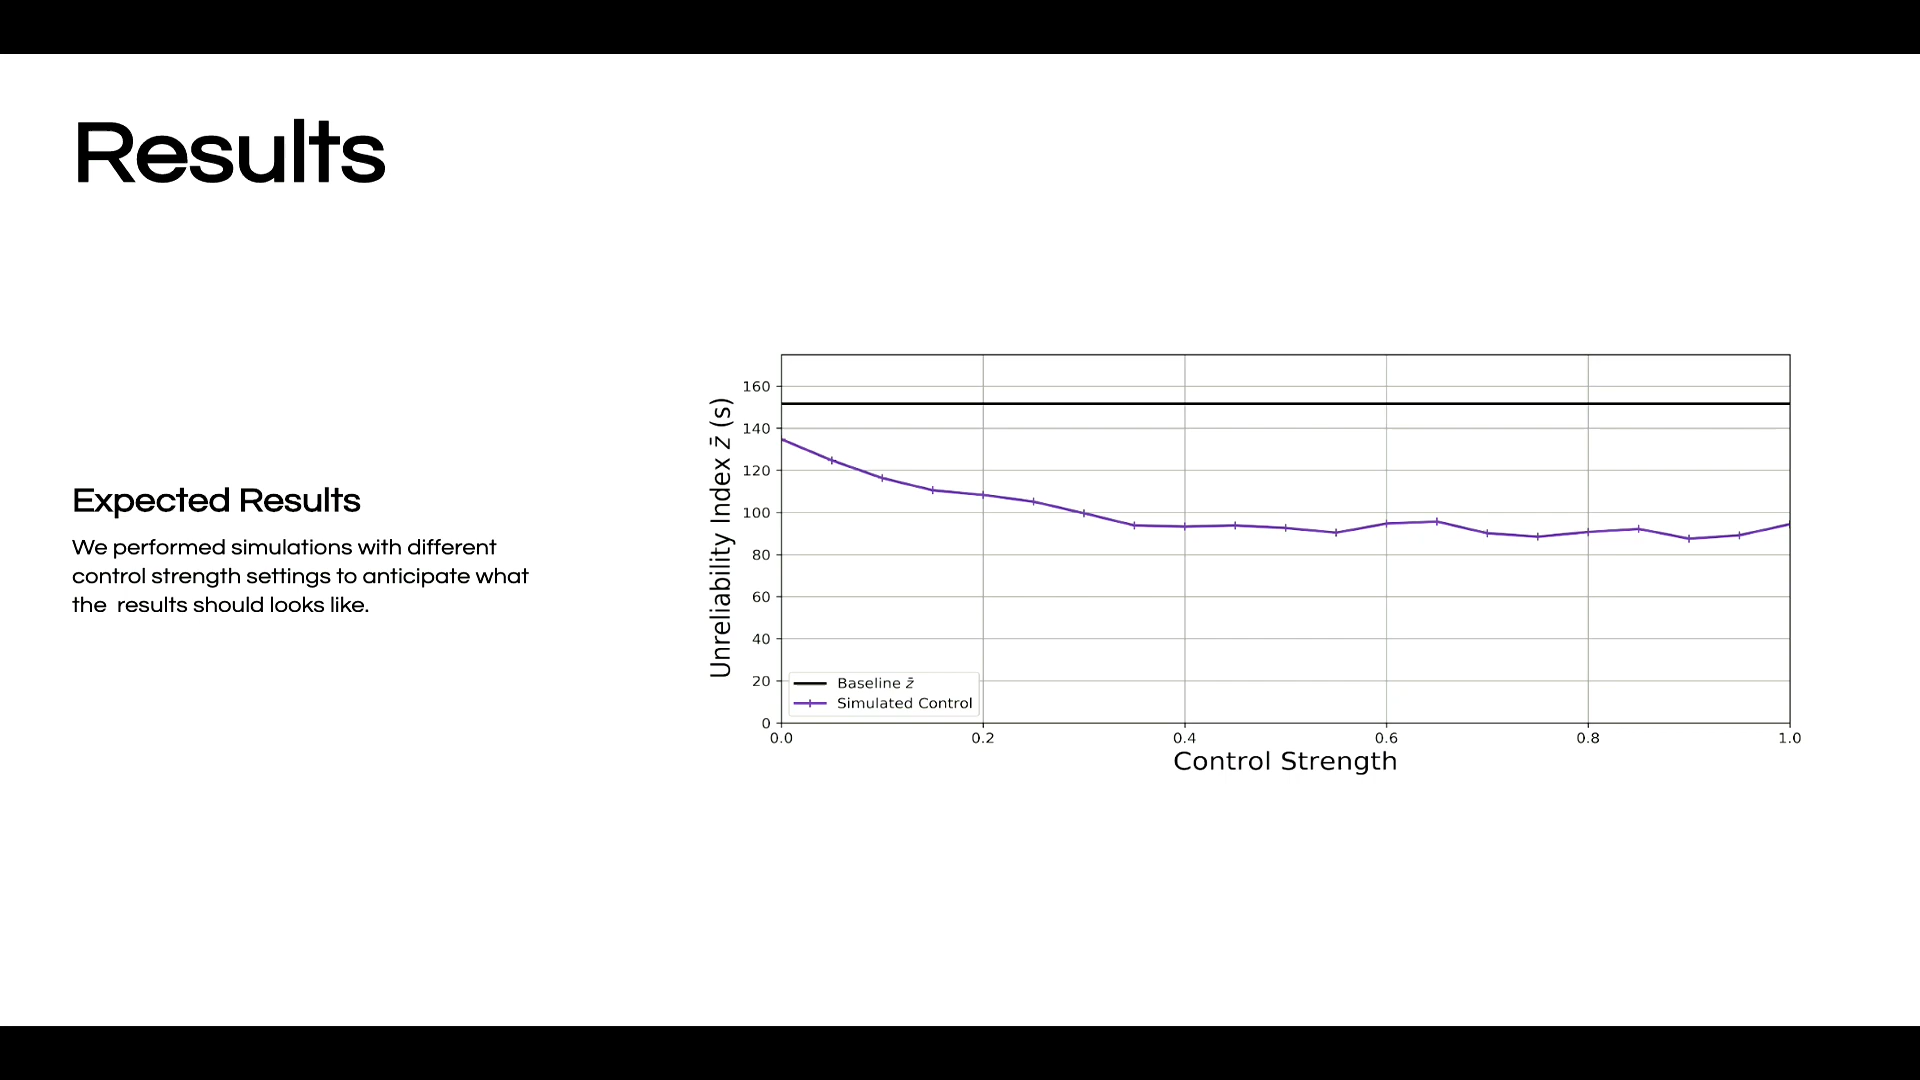 Results
Expected Results
We performed simulations with different
control strength settings to anticipate what
the  results should looks like.
Unreliability Index z̄ (s)
160
140
120
100
80
60
40
20
0
Baseline z̄
Simulated Control
0.0 0.2 0.4 0.6 0.8 1.0
Control Strength